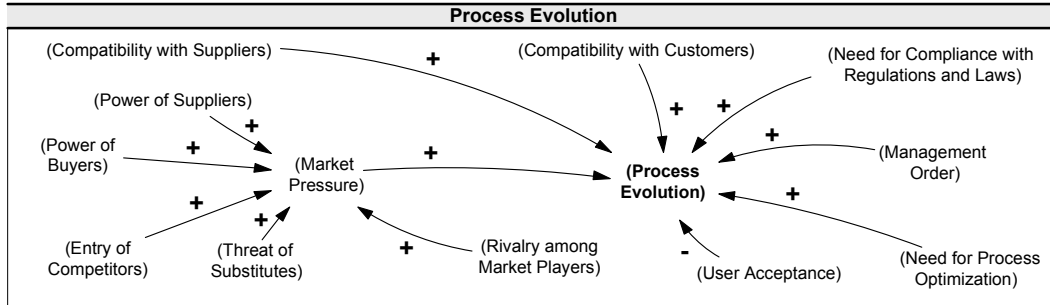 Process Evolution
(Compatibility with Suppliers)
+
(Compatibility with Customers)
(Need for Compliance with
Regulations and Laws)
(Power of Suppliers)
+
+
+
(Power of
Buyers)
+
+
(Management
Order)
(Market
Pressure)
+
(Process
Evolution)
+
(Entry of
Competitors)
+
(Threat of
Substitutes)
+
(Rivalry among
Market Players)
+
-
(User Acceptance)
(Need for Process
Optimization)